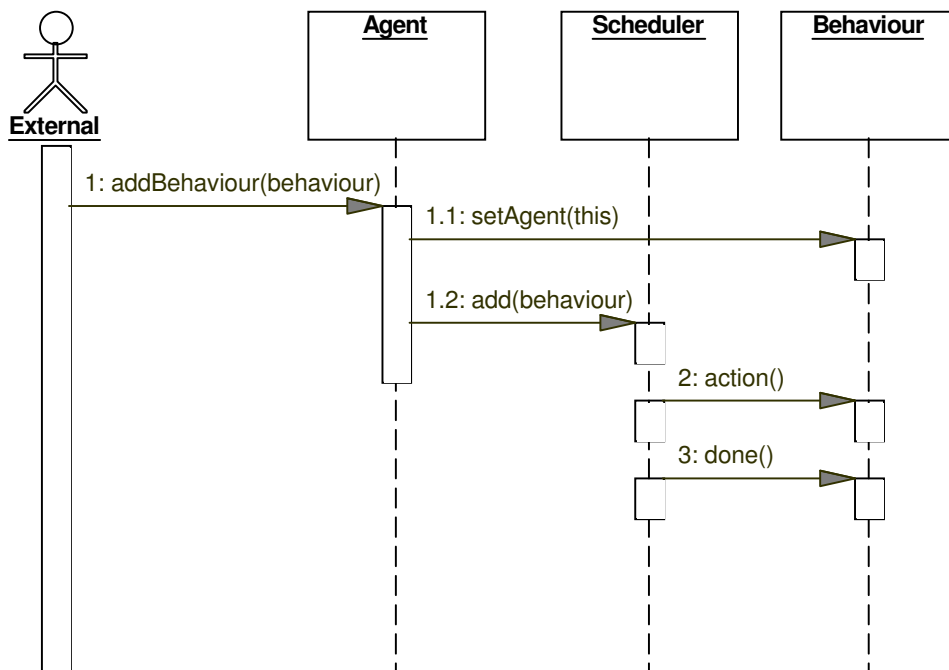 Agent
Scheduler
Behaviour
External
1: addBehaviour(behaviour)
1.1: setAgent(this)
1.2: add(behaviour)
2: action()
3: done()